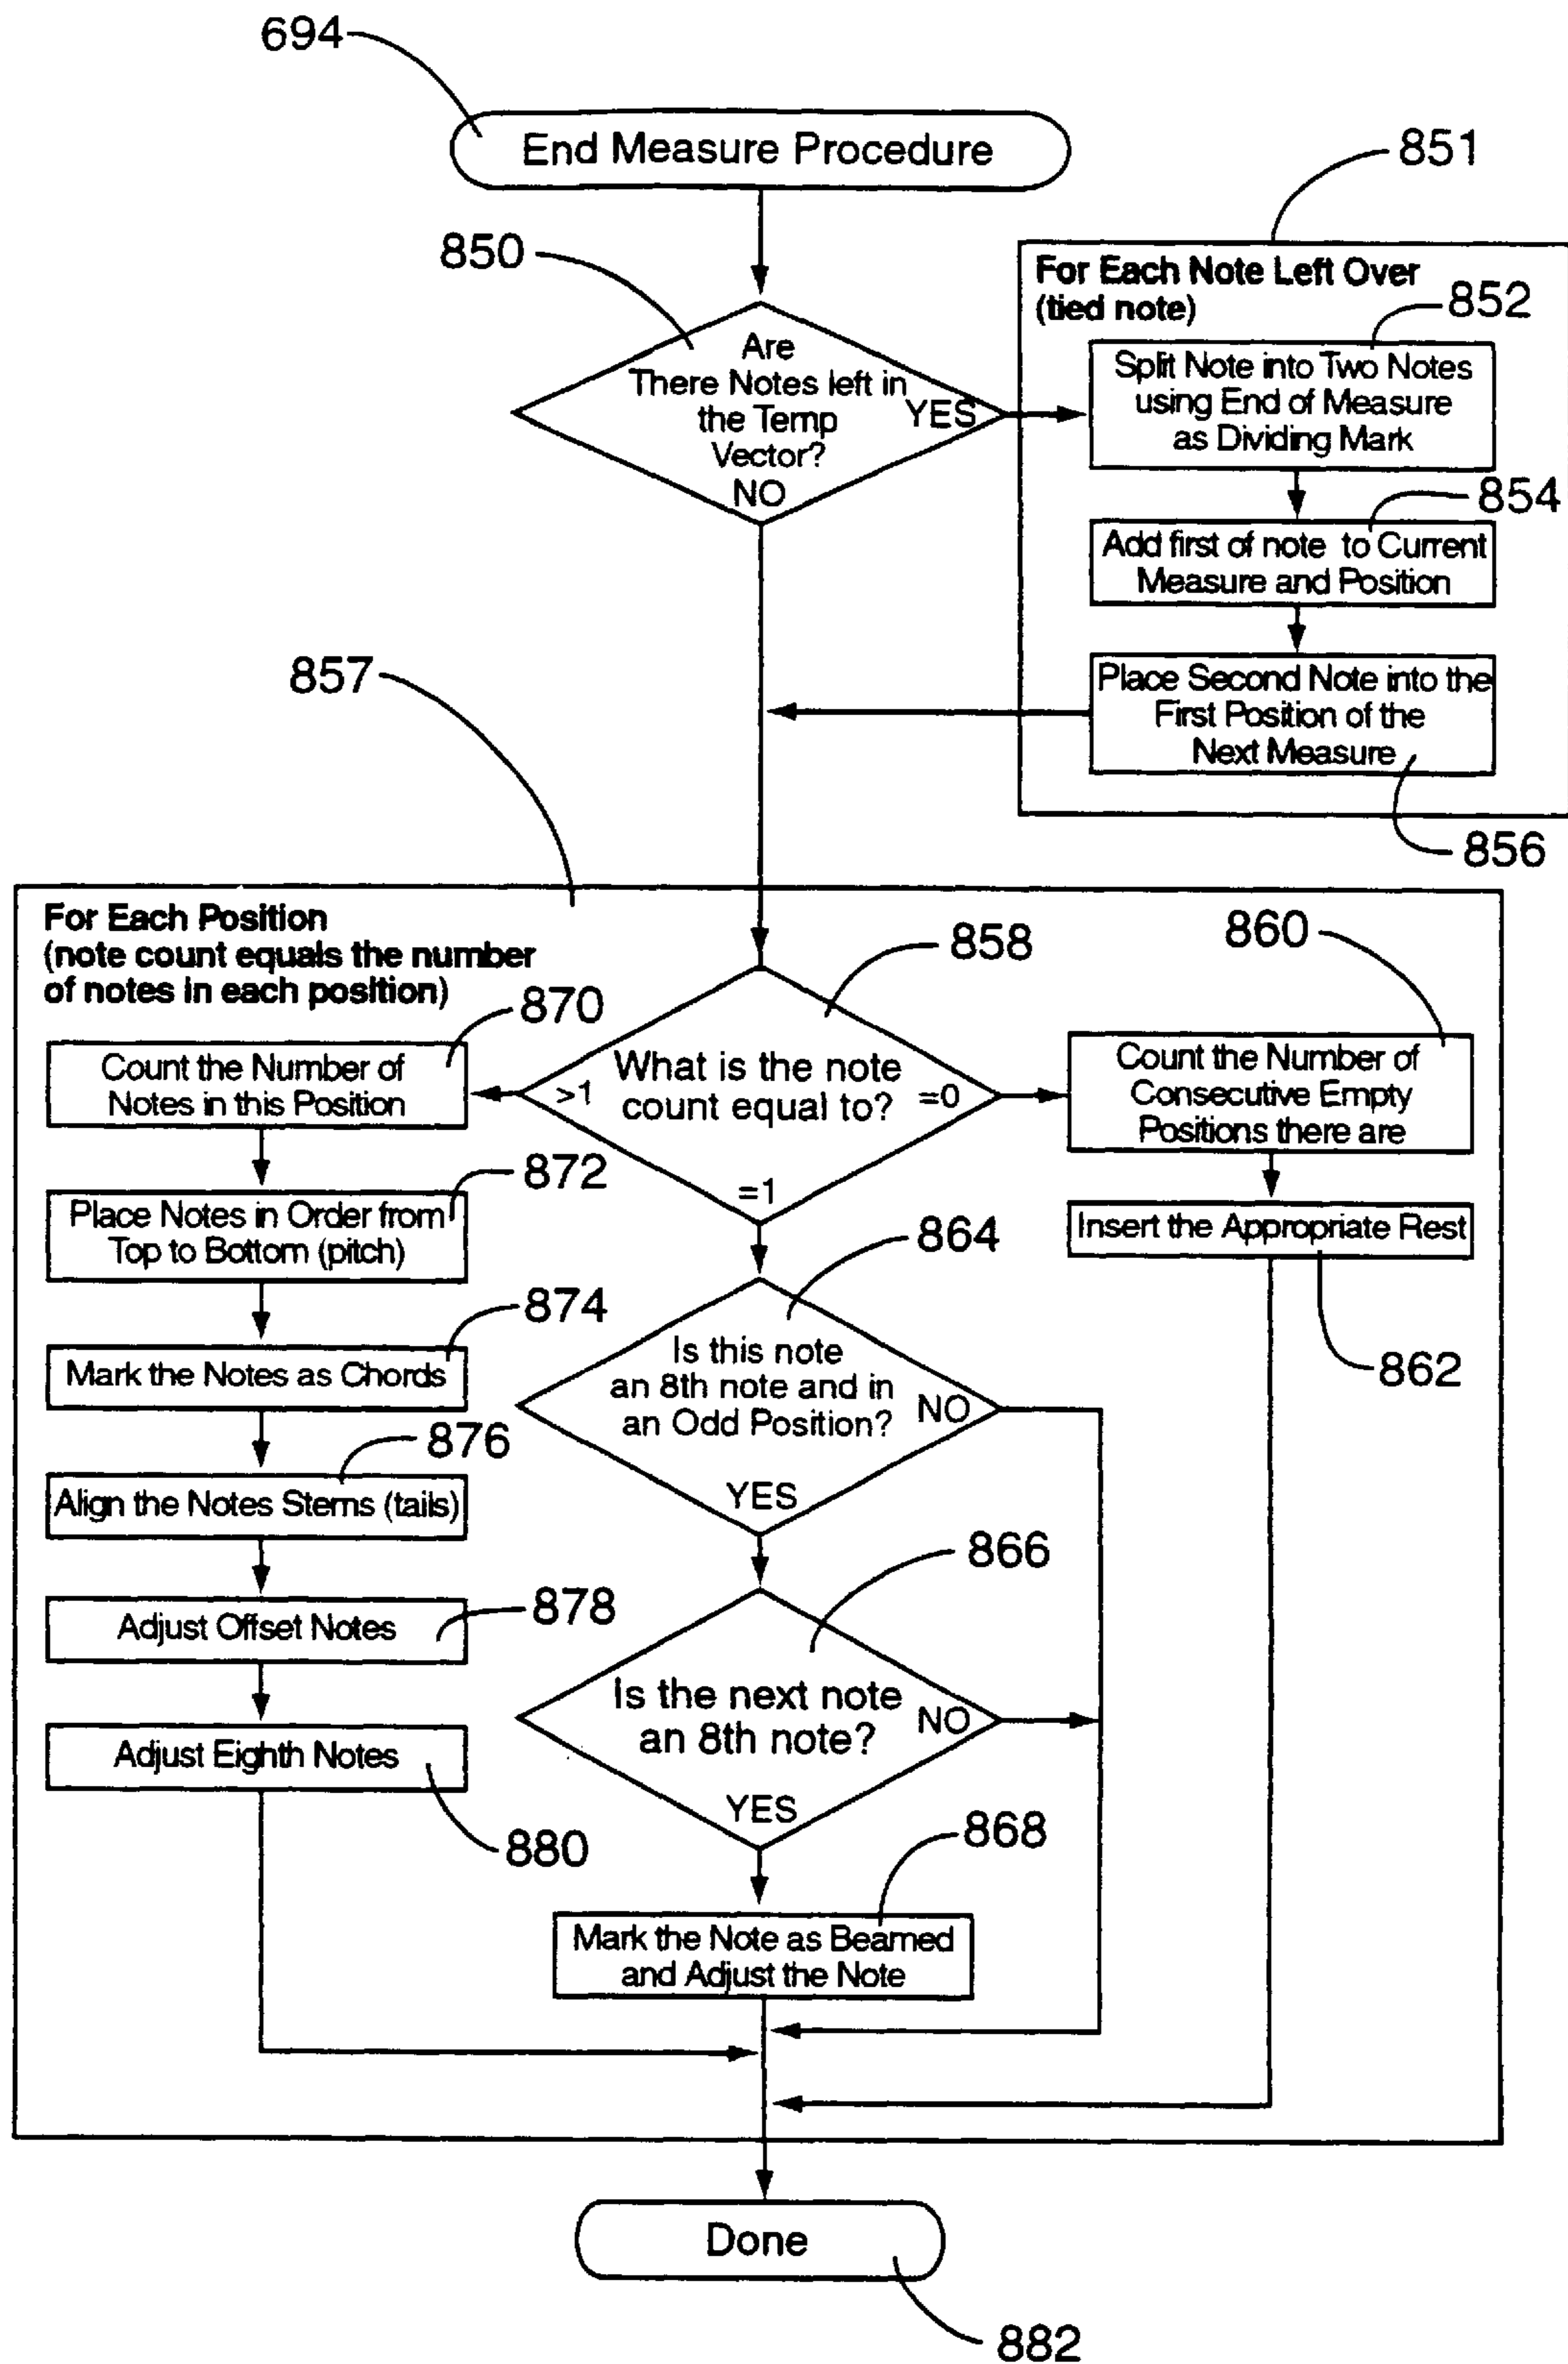 694
End Measure Procedure
851
850
For Each Note Left Over
(tied note)
852
Are
There Notes left in
the Temp
Vector?
YES
NO
Split Note into Two Notes
using End of Measure
as Dividing Mark
854
Add first of note to Current
Measure and Position
857
Place Second Note into the
First Position of the
Next Measure
856
For Each Position
(note count equals the number
of notes in each position)
858
860
870
Count the Number of
Notes in this Position
>1
What is the note
count equal to?
=0
=1
Count the Number of
Consecutive Empty
Positions there are
872
Place Notes in Order from
Top to Bottom (pitch)
864
Insert the Appropriate Rest
862
874
Mark the Notes as Chords
Is this note
an 8th note and in
an Odd Position?
NO
YES
876
Align the Notes Stems (tails)
866
878
Adjust Offset Notes
Is the next note
an 8th note?
NO
YES
Adjust Eighth Notes
880
868
Mark the Note as Beamed
and Adjust the Note
Done
882